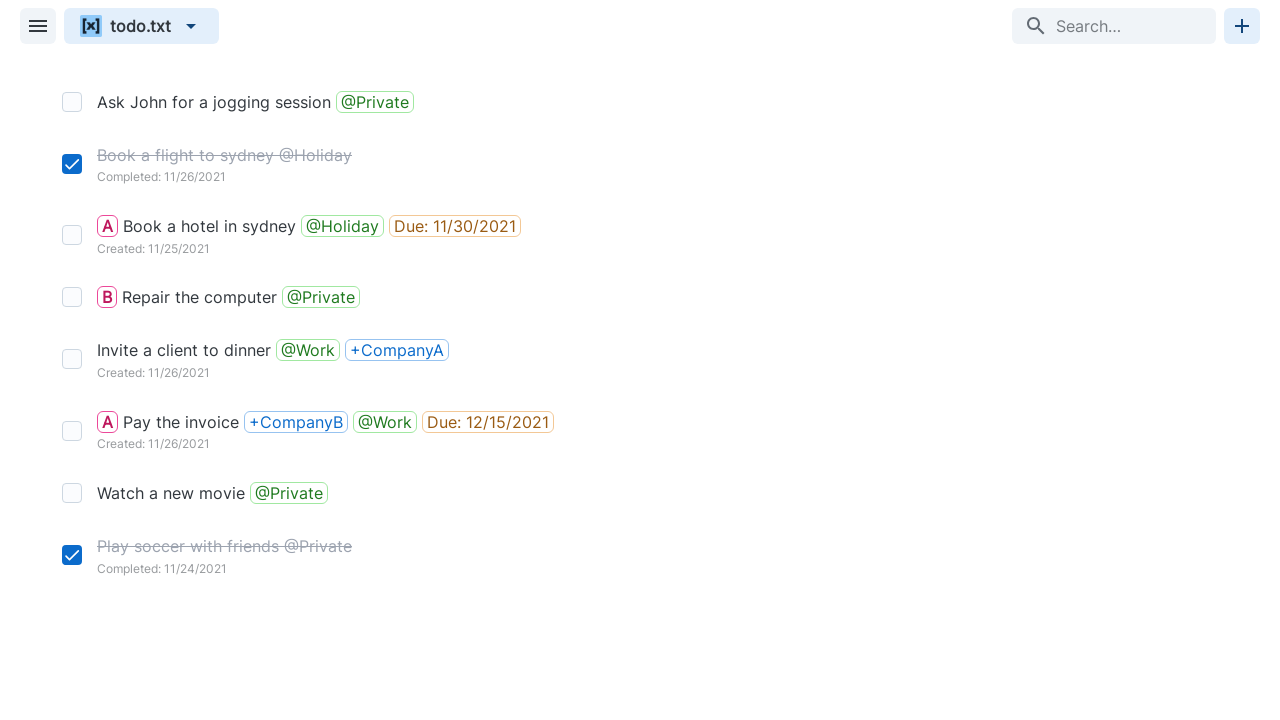 [x] todo.txt
Search…
Ask John for a jogging session @Private
Book a flight to sydney @Holiday
Completed: 11/26/2021
A Book a hotel in sydney @Holiday Due: 11/30/2021
Created: 11/25/2021
B Repair the computer @Private
Invite a client to dinner @Work +CompanyA
Created: 11/26/2021
A Pay the invoice +CompanyB @Work Due: 12/15/2021
Created: 11/26/2021
Watch a new movie @Private
Play soccer with friends @Private
Completed: 11/24/2021